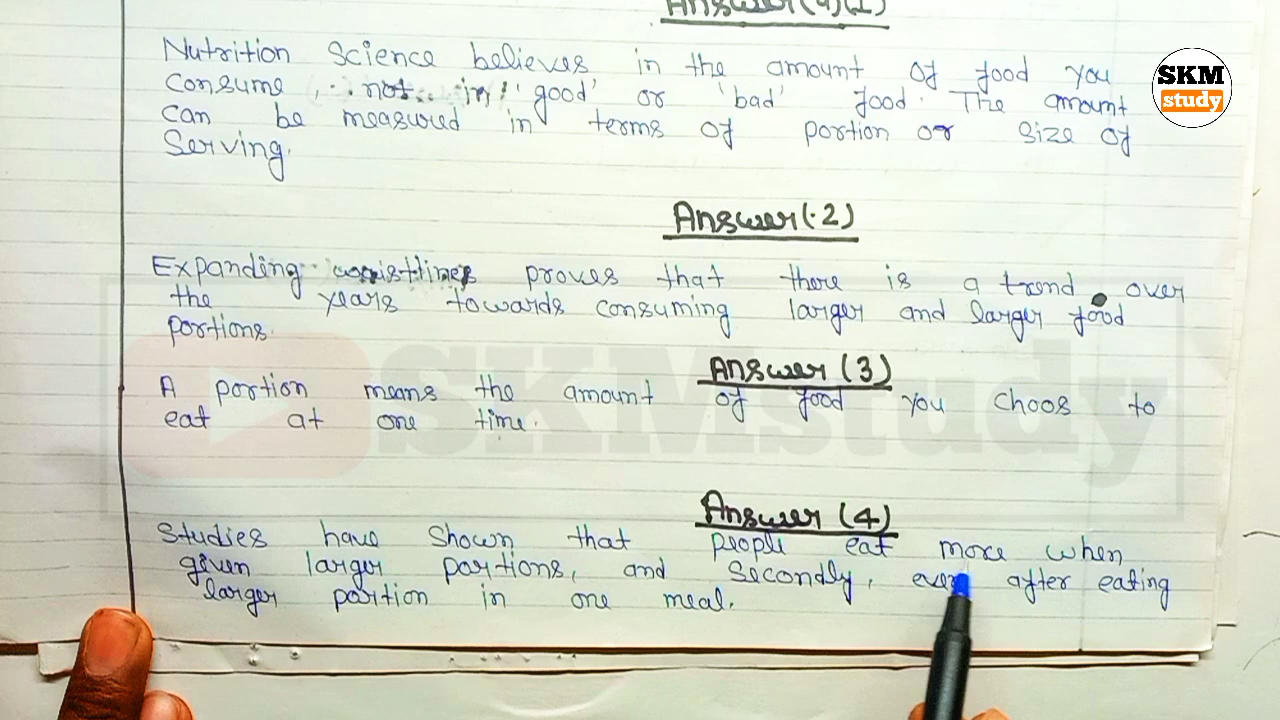 Answer(a)(1)
Nutrition Science believes in the amount of food you
SKM
study
Consume, not in 'good' or 'bad' food. The amount
can be measured in terms of portion or size of
Serving.
Answer(.2)
Expanding proves that there is a trend over
the years towards consuming larger and larger food
portions.
Answer (3)
A portion means the amount of food you choos to
eat at one time.
SKMstudy
Answer (4)
Studies have shown that people eat more when
given larger portions, and Secondly, even after eating
larger partion in one meal.